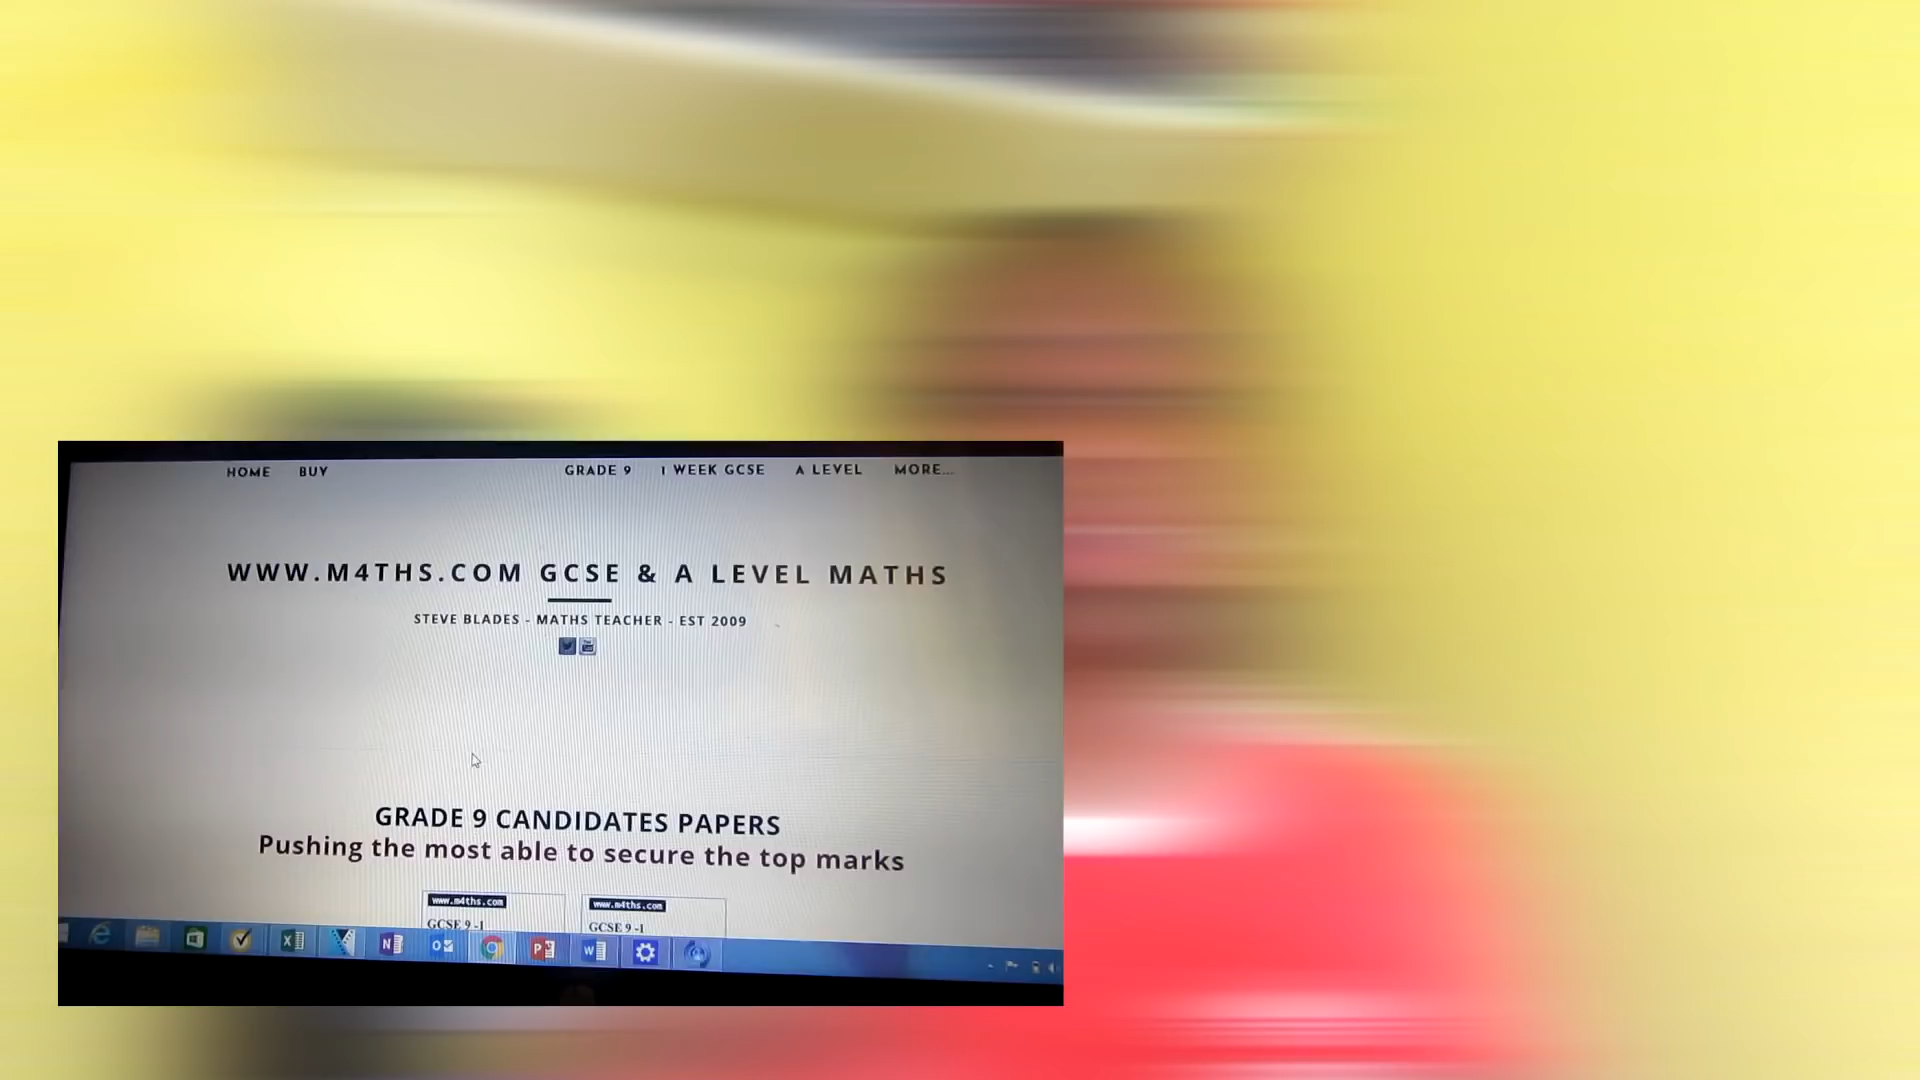 HOME BUY GRADE 9 1 WEEK GCSE A LEVEL MORE...
WWW.M4THS.COM GCSE & A LEVEL MATHS
STEVE BLADES - MATHS TEACHER - EST 2009
GRADE 9 CANDIDATES PAPERS
Pushing the most able to secure the top marks
www.m4ths.com www.m4ths.com
GCSE 9 -1 GCSE 9 -1